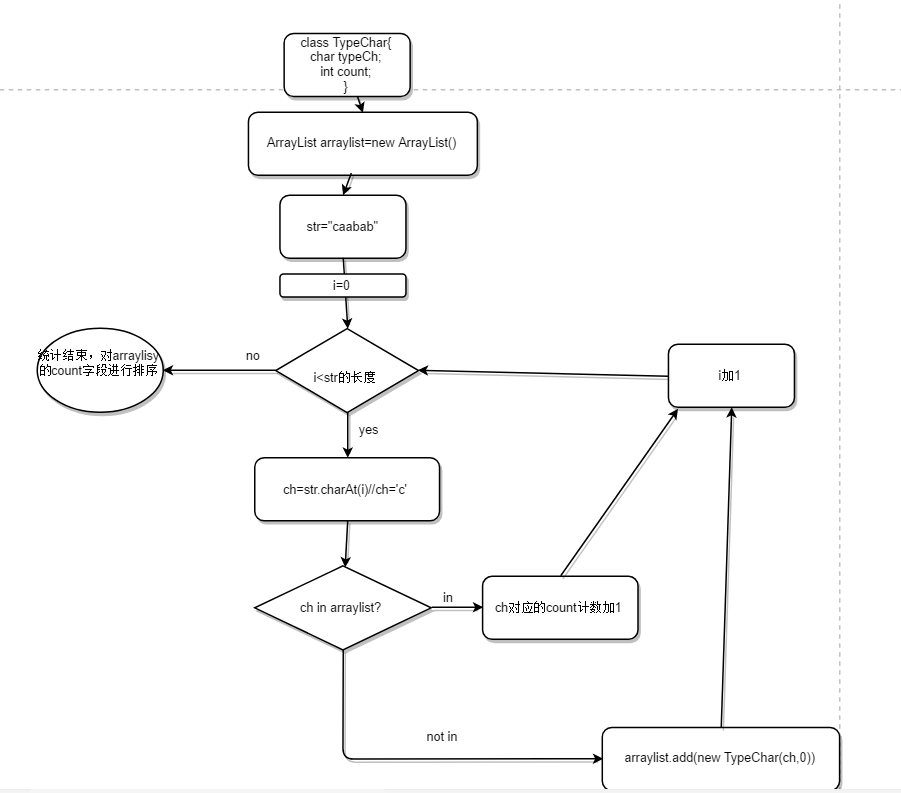 class TypeChar{
char typeCh;
int count;
}
ArrayList arraylist=new ArrayList()
str="caabab"
i=0
统计结束，对arraylisy
的count字段进行排序
no
i<str的长度
i加1
yes
ch=str.charAt(i)//ch='c'
ch in arraylist?
in
ch对应的count计数加1
not in
arraylist.add(new TypeChar(ch,0))